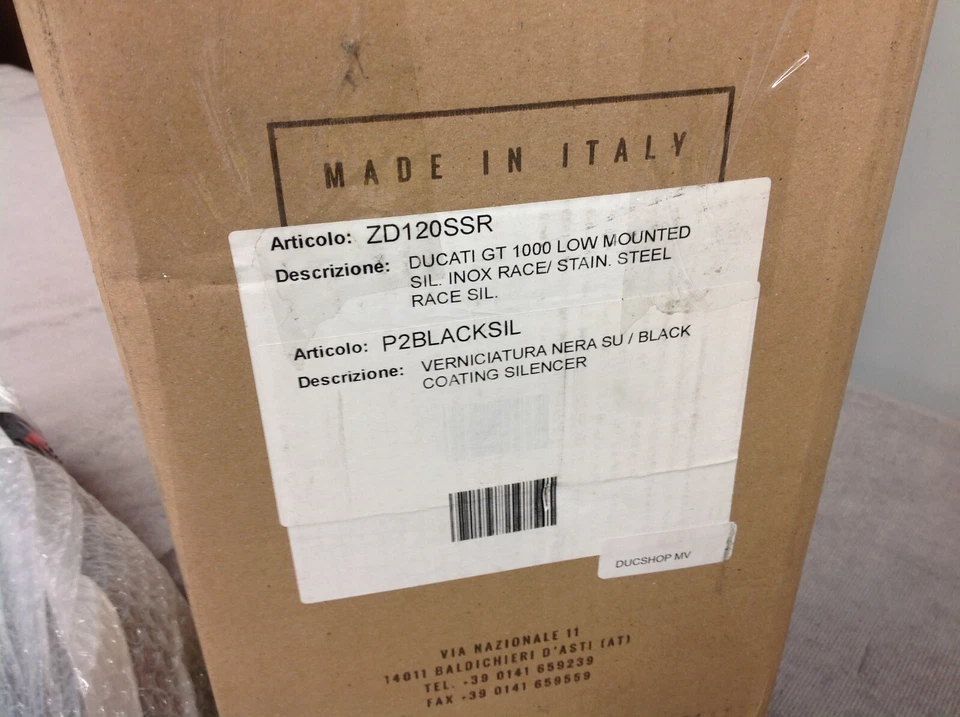 MADE IN ITALY
Articolo: ZD120SSR
Descrizione: DUCATI GT 1000 LOW MOUNTED
SIL. INOX RACE/ STAIN. STEEL
RACE SIL.
Articolo: P2BLACKSIL
Descrizione: VERNICIATURA NERA SU / BLACK
COATING SILENCER
DUCSHOP MV
VIA NAZIONALE 11
14011 BALDICHIERI D'ASTI (AT)
TEL. +39 0141 659239
FAX +39 0141 659559